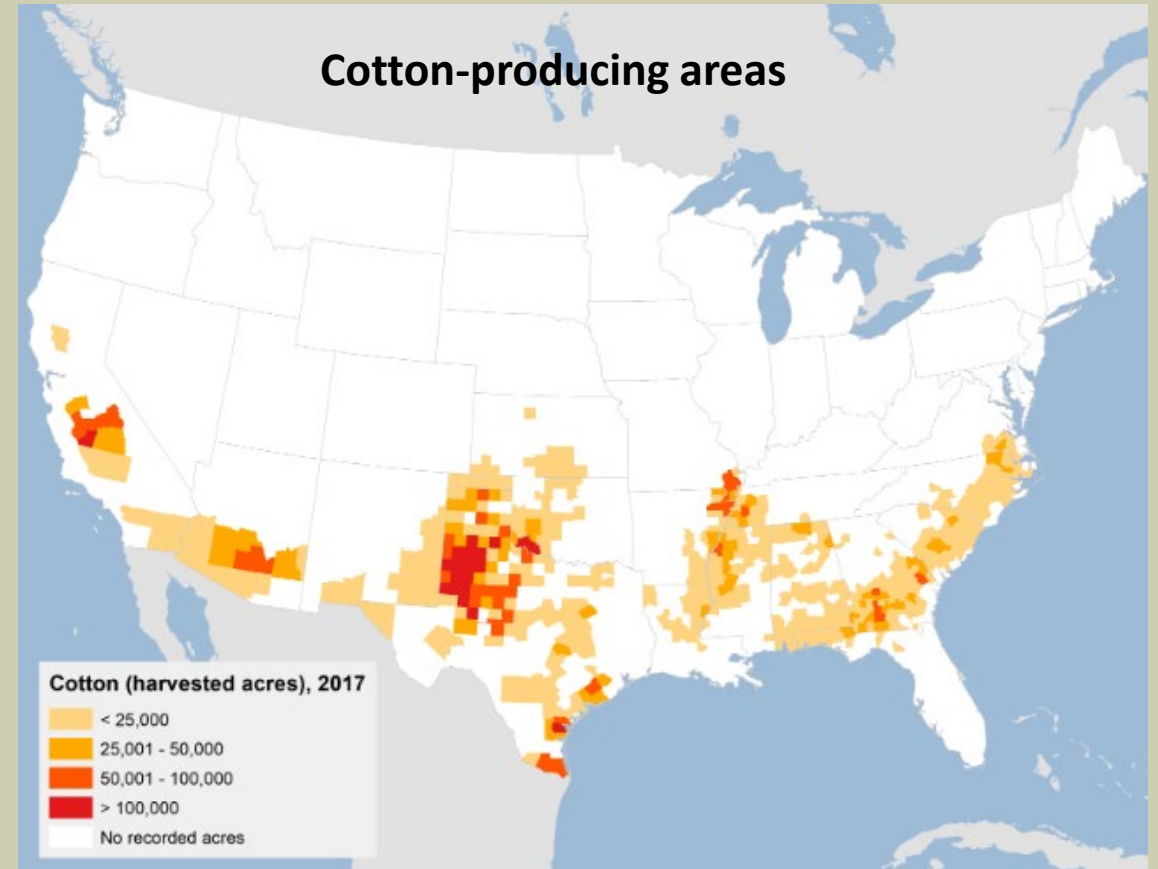 Cotton-producing areas
Cotton (harvested acres), 2017
< 25,000
25,001 - 50,000
50,001 - 100,000
> 100,000
No recorded acres